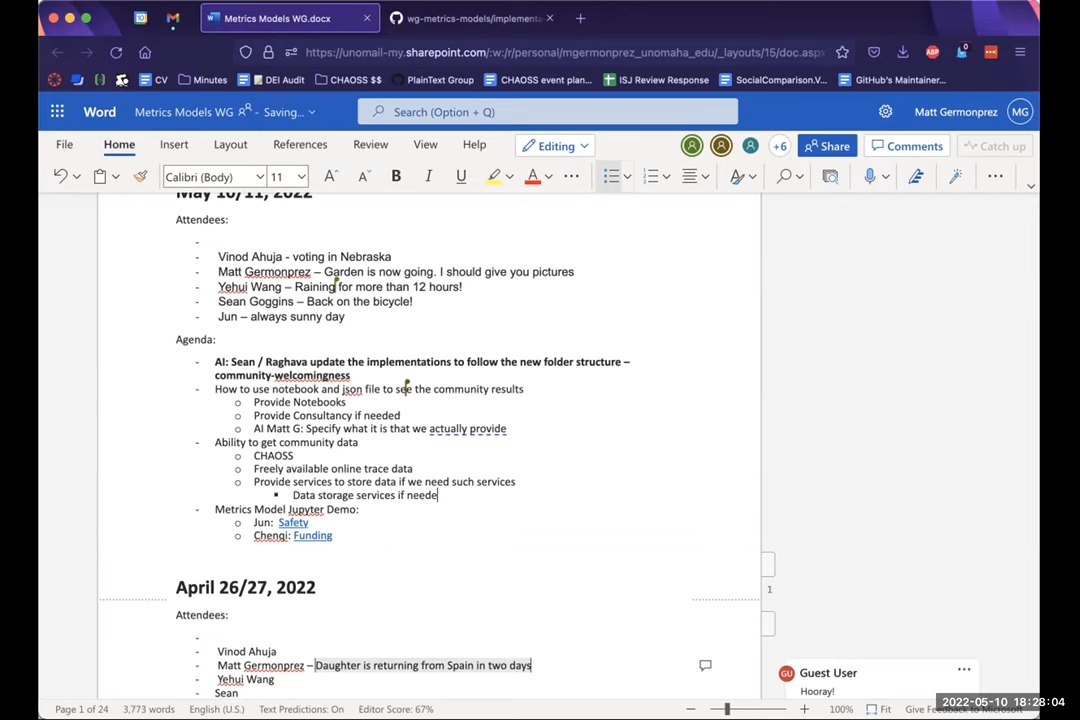 Metrics Models WG.docx
wg-metrics-models/implementa
https://unomail-my.sharepoint.com/:w:/r/personal/mgermonprez_unomaha_edu/_layouts/15/doc.aspx
CV
Minutes
DEI Audit
CHAOSS $$
PlainText Group
CHAOSS event plan...
ISJ Review Response
SocialComparison.V...
GitHub's Maintainer...
Word
Metrics Models WG
- Saving...
Search (Option + Q)
Matt Germonprez
MG
File
Home
Insert
Layout
References
Review
View
Help
Editing
+6
Share
Comments
Catch up
Calibri (Body)
11
May 10/11, 2022
Attendees:
-
- Vinod Ahuja - voting in Nebraska
- Matt Germonprez – Garden is now going. I should give you pictures
- Yehui Wang – Raining for more than 12 hours!
- Sean Goggins – Back on the bicycle!
- Jun – always sunny day
Agenda:
- AI: Sean / Raghava update the implementations to follow the new folder structure –
community-welcomingness
- How to use notebook and json file to see the community results
o Provide Notebooks
o Provide Consultancy if needed
o AI Matt G: Specify what it is that we actually provide
- Ability to get community data
o CHAOSS
o Freely available online trace data
o Provide services to store data if we need such services
▪ Data storage services if neede
- Metrics Model Jupyter Demo:
o Jun: Safety
o Chenqi: Funding
April 26/27, 2022
Attendees:
-
- Vinod Ahuja
- Matt Germonprez – Daughter is returning from Spain in two days
- Yehui Wang
- Sean
1
GU
Guest User
Hooray!
Page 1 of 24
3,773 words
English (U.S.)
Text Predictions: On
Editor Score: 67%
100%
Fit
Give Feedback to Microsoft
2022-05-10 18:28:04